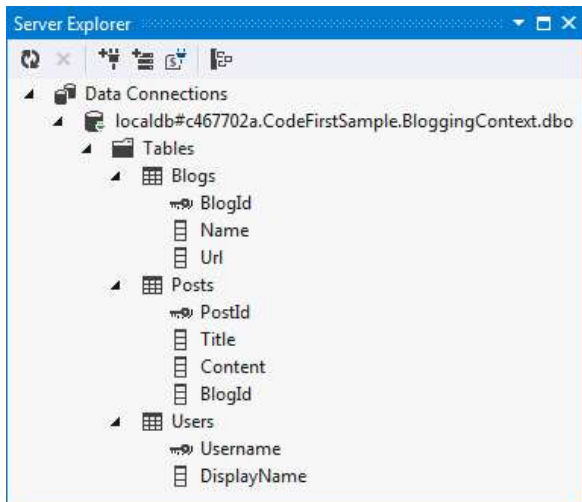 Server Explorer
Data Connections
localdb#c467702a.CodeFirstSample.BloggingContext.dbo
Tables
Blogs
BlogId
Name
Url
Posts
PostId
Title
Content
BlogId
Users
Username
DisplayName